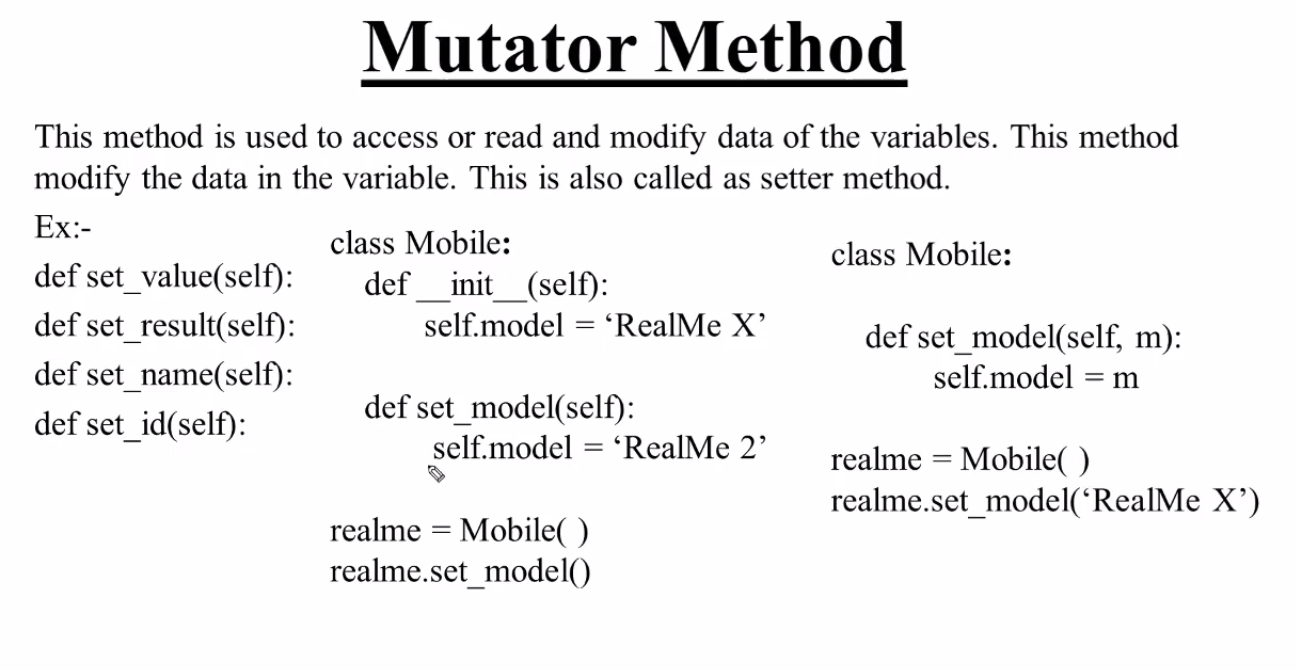 Mutator Method
This method is used to access or read and modify data of the variables. This method
modify the data in the variable. This is also called as setter method.
Ex:-
def set_value(self):
def set_result(self):
def set_name(self):
def set_id(self):
class Mobile:
def __init__(self):
self.model = ‘RealMe X’
def set_model(self):
self.model = ‘RealMe 2’
realme = Mobile( )
realme.set_model()
class Mobile:
def set_model(self, m):
self.model = m
realme = Mobile( )
realme.set_model(‘RealMe X’)